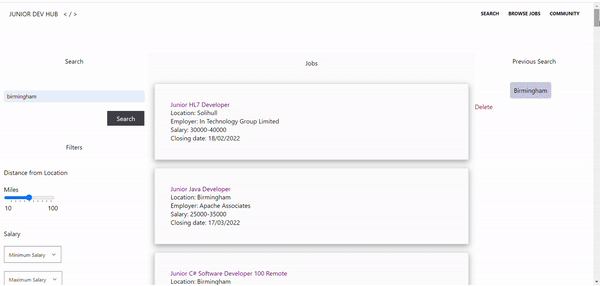 JUNIOR DEV HUB < / >
SEARCH BROWSE JOBS COMMUNITY
Search
birmingham
Search
Filters
Distance from Location
Miles
10 100
Salary
Minimum Salary
Maximum Salary
Jobs
Junior HL7 Developer
Location: Solihull
Employer: In Technology Group Limited
Salary: 30000-40000
Closing date: 18/02/2022
Junior Java Developer
Location: Birmingham
Employer: Apache Associates
Salary: 25000-35000
Closing date: 17/03/2022
Junior C# Software Developer 100 Remote
Location: Birmingham
Previous Search
Birmingham
Delete